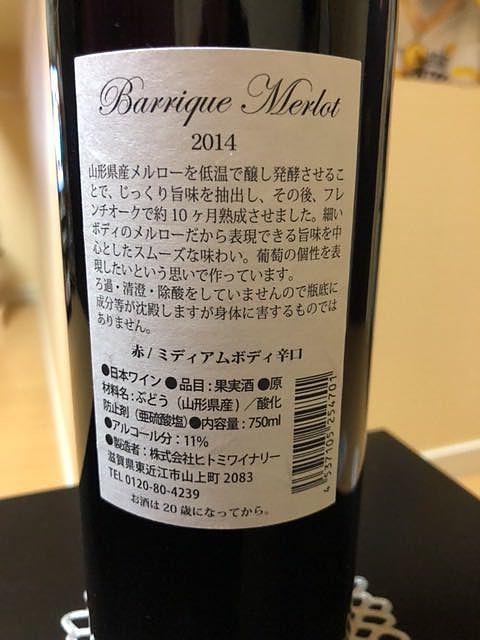 Barrique Merlot
2014
山形県産メルローを低温で醸し発酵させるこ
とで、じっくり旨味を抽出し、その後、フレ
ンチオークで約10ヶ月熟成させました。細い
ボディのメルローだから表現できる旨味を中
心としたスムーズな味わい。葡萄の個性を表
現したいという思いで作っています。
ろ過・清澄・除酸をしていませんので瓶底に
成分等が沈殿しますが身体に害するものでは
ありません。
赤/ミディアムボディ辛口
●日本ワイン ●品目:果実酒 ●原
材料名:ぶどう(山形県産)/酸化
防止剤(亜硫酸塩)●内容量:750ml
●アルコール分:11%
●製造者:株式会社ヒトミワイナリー
滋賀県東近江市山上町2083
TEL 0120-80-4239
お酒は20歳になってから。
4 537105 254701